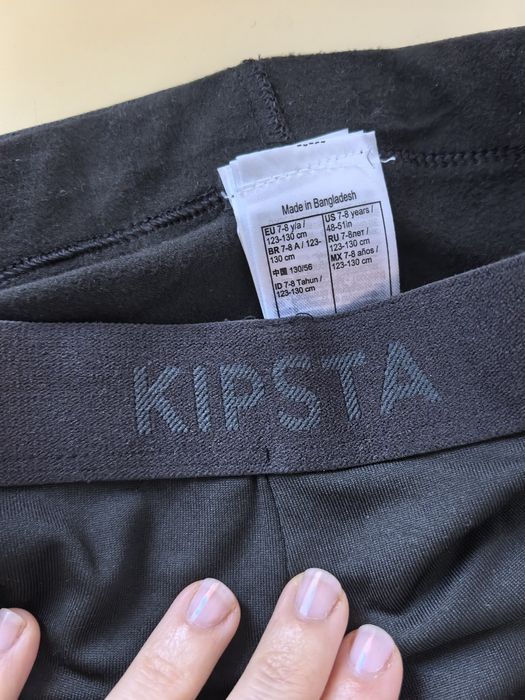 Made in Bangladesh
EU 7-8 y/a /
123-130 cm
BR 7-8 A / 123-
130 cm
中国 130/56
ID 7-8 Tahun /
123-130 cm
US 7-8 years /
48-51in
RU 7-8лет /
123-130 cm
MX 7-8 años /
123-130 cm
KIPSTA